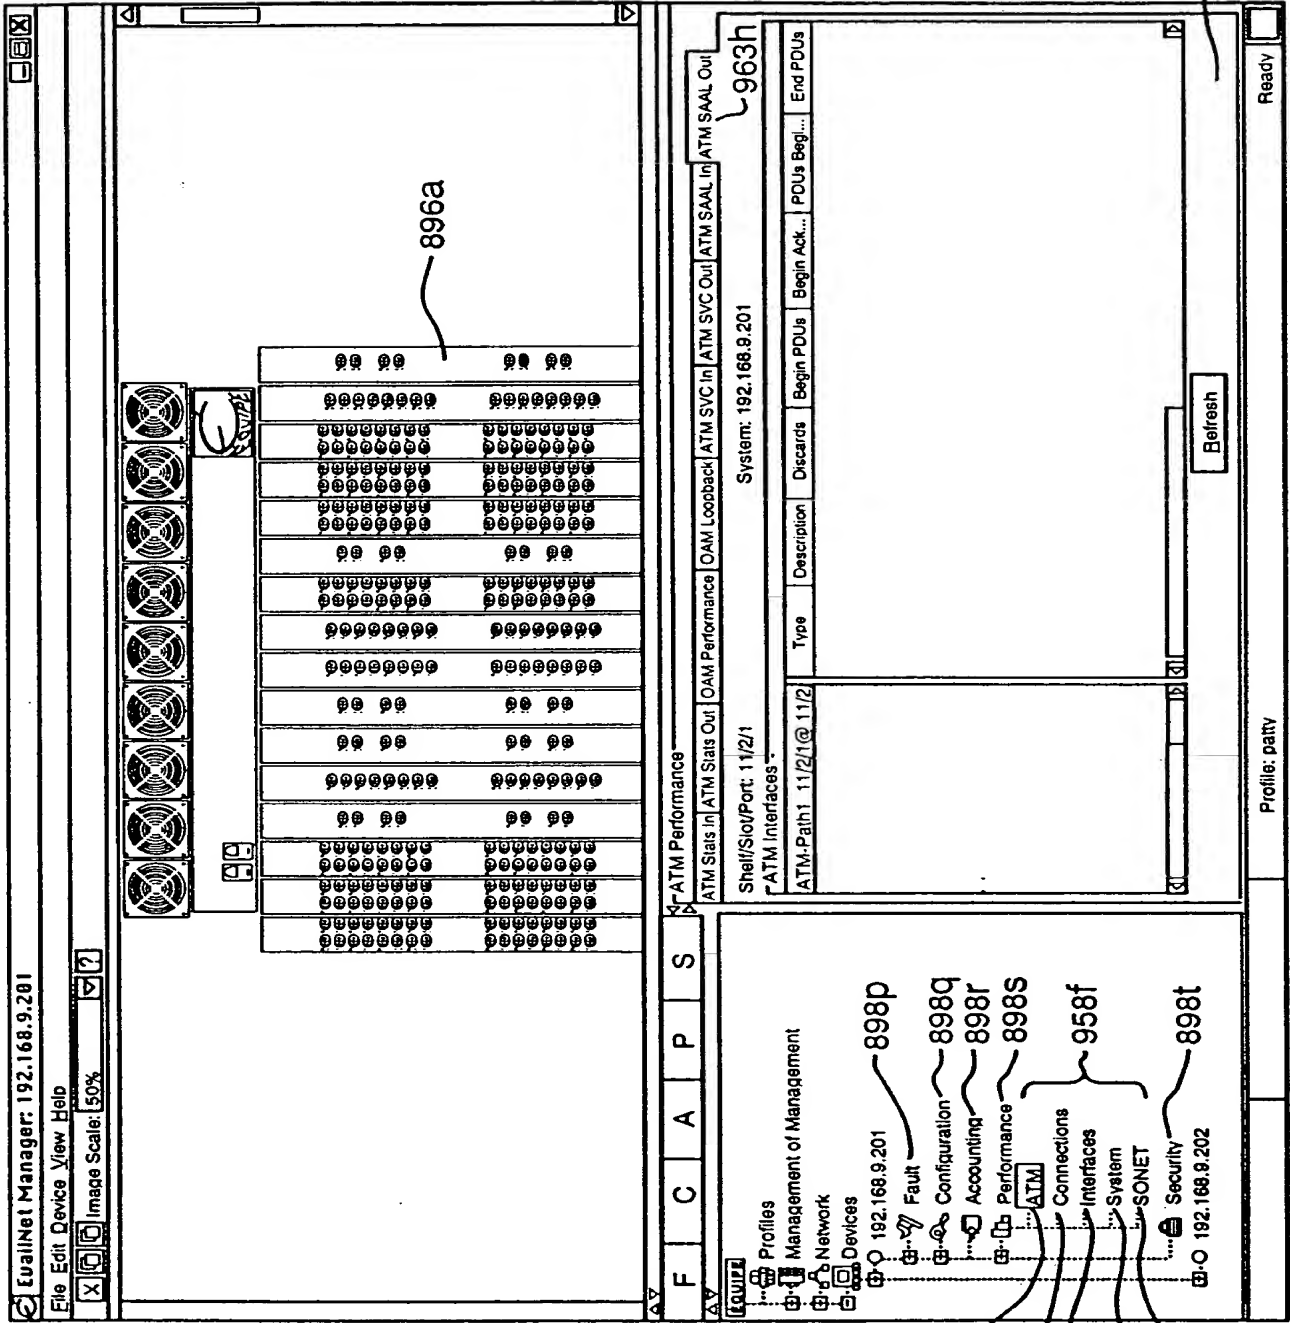 EvalNet Manager: 192.168.9.201
File Edit Device View Help
X Image Scale: 50% ?
EQUIPE
896a
F C A P S
EQUIPE
Profiles
Management of Management
Network
Devices
192.168.9.201
Fault
Configuration
Accounting
Performance
ATM
Connections
Interfaces
System
SONET
Security
192.168.9.202
898p
898q
898r
898s
958f
898t
ATM Performance
ATM Stats In ATM Stats Out OAM Performance OAM Loopback ATM SVC In ATM SVC Out ATM SAAL In ATM SAAL Out
963h
Shelf/Slot/Port: 11/2/1 System: 192.168.9.201
ATM Interfaces
Type Description Discards Begin PDUs Begin Ack... PDUs Begi... End PDUs
ATM-Path1 11/2/1@11/2/
Refresh
Profile: patty Ready